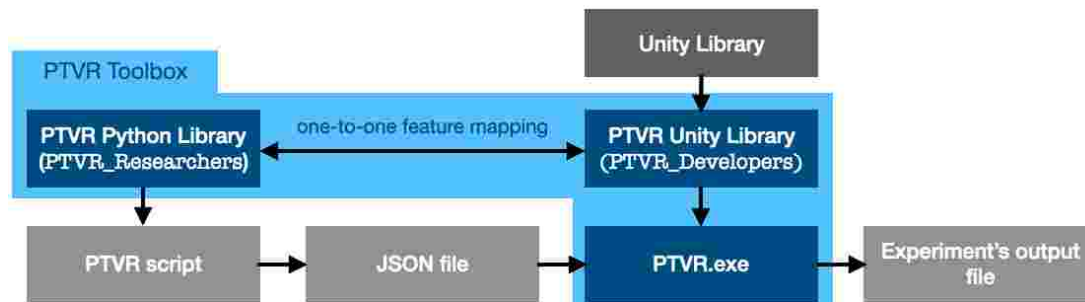 Unity Library
PTVR Toolbox
PTVR Python Library
(PTVR_Researchers)
one-to-one feature mapping
PTVR Unity Library
(PTVR_Developers)
PTVR script
JSON file
PTVR.exe
Experiment's output
file